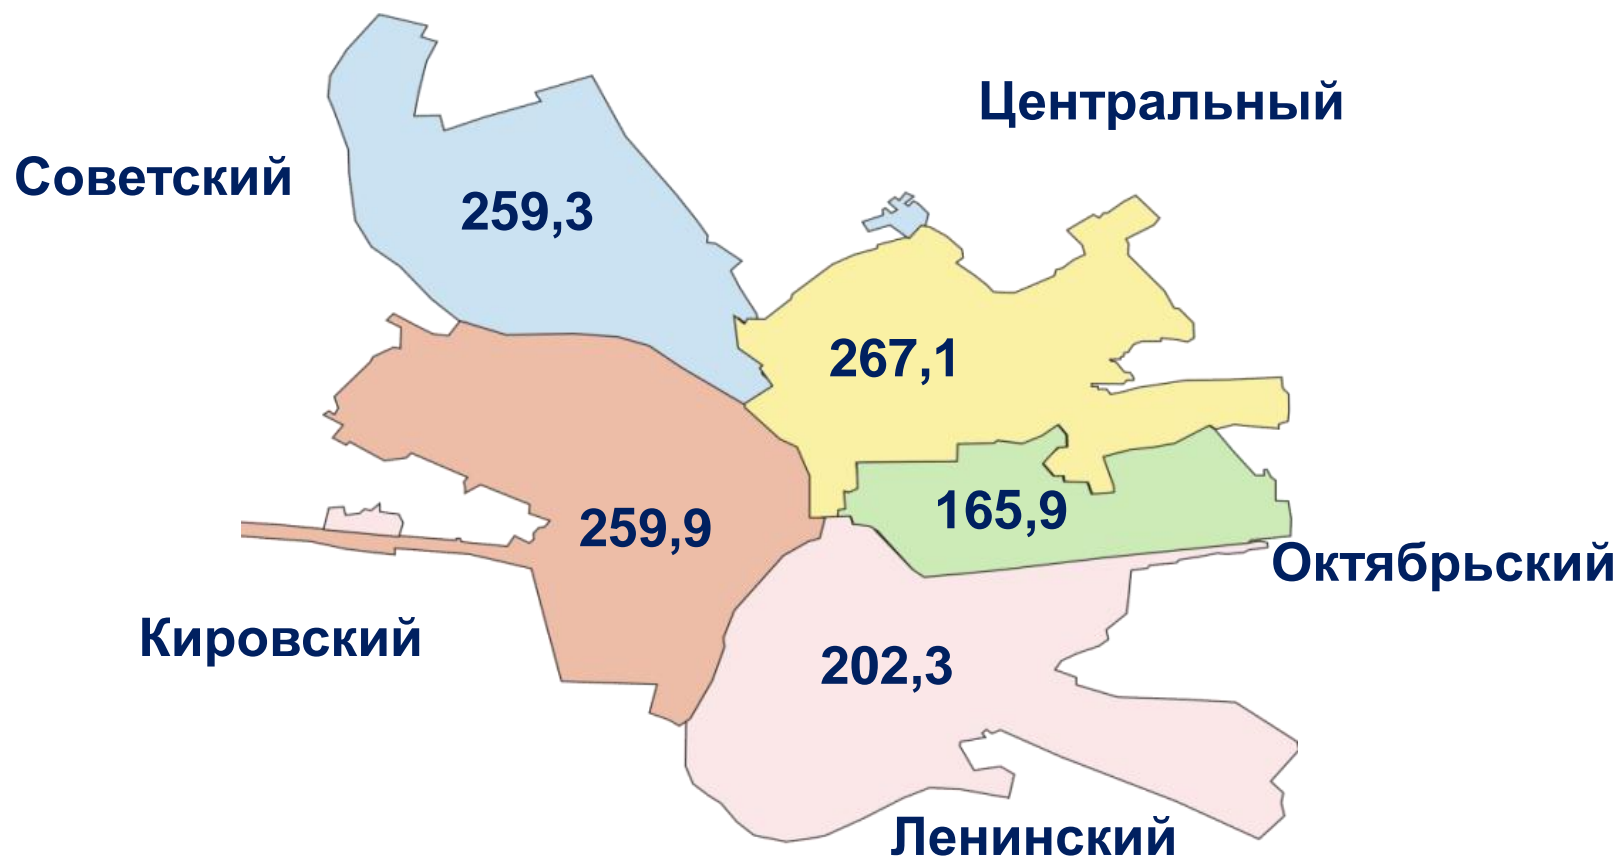 Центральный
Советский
259,3
267,1
165,9
259,9
Октябрьский
Кировский
202,3
Ленинский